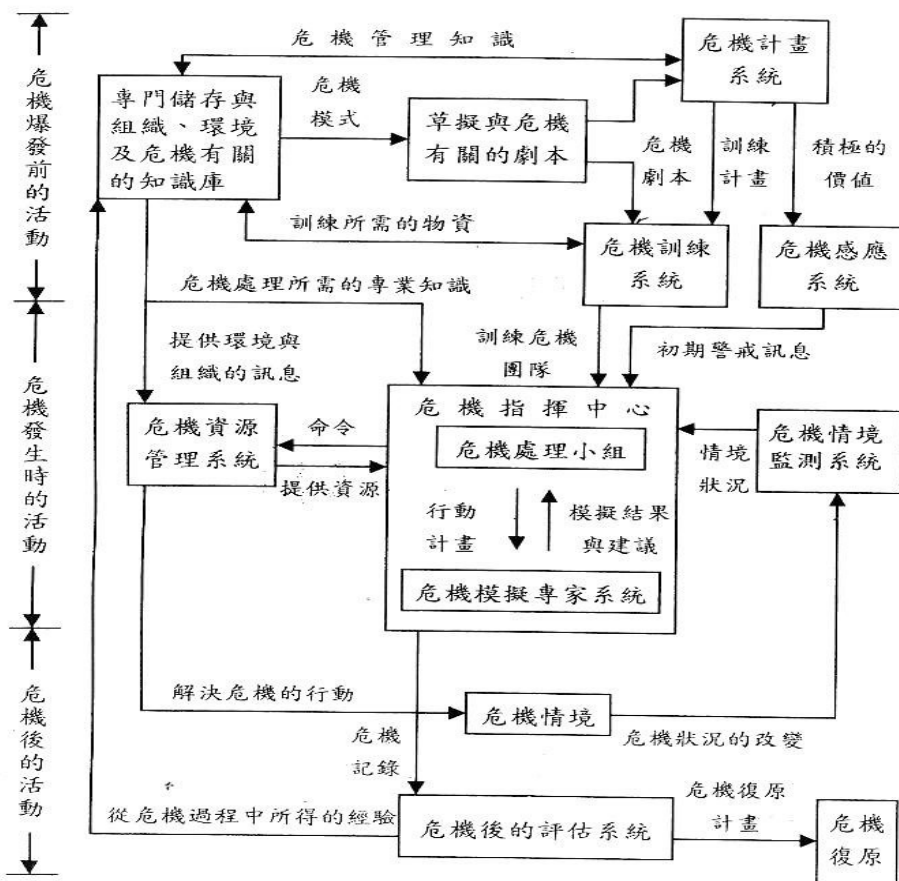 危機爆發前的活動
危機發生時的活動
危機後的活動
危機管理知識
危機計畫
系統
專門儲存與
組織、環境
及危機有關
的知識庫
危機
模式
草擬與危機
有關的劇本
危機
劇本
訓練
計畫
積極的
價值
訓練所需的物資
危機訓練
系統
危機感應
系統
危機處理所需的專業知識
提供環境與
組織的訊息
訓練危機
團隊
初期警戒訊息
危機指揮中心
危機資源
管理系統
命令
提供資源
危機處理小組
情境
狀況
危機情境
監測系統
行動
計畫
模擬結果
與建議
危機模擬專家系統
解決危機的行動
危機情境
危機狀況的改變
危機
記錄
從危機過程中所得的經驗
危機後的評估系統
危機復原
計畫
危機
復原